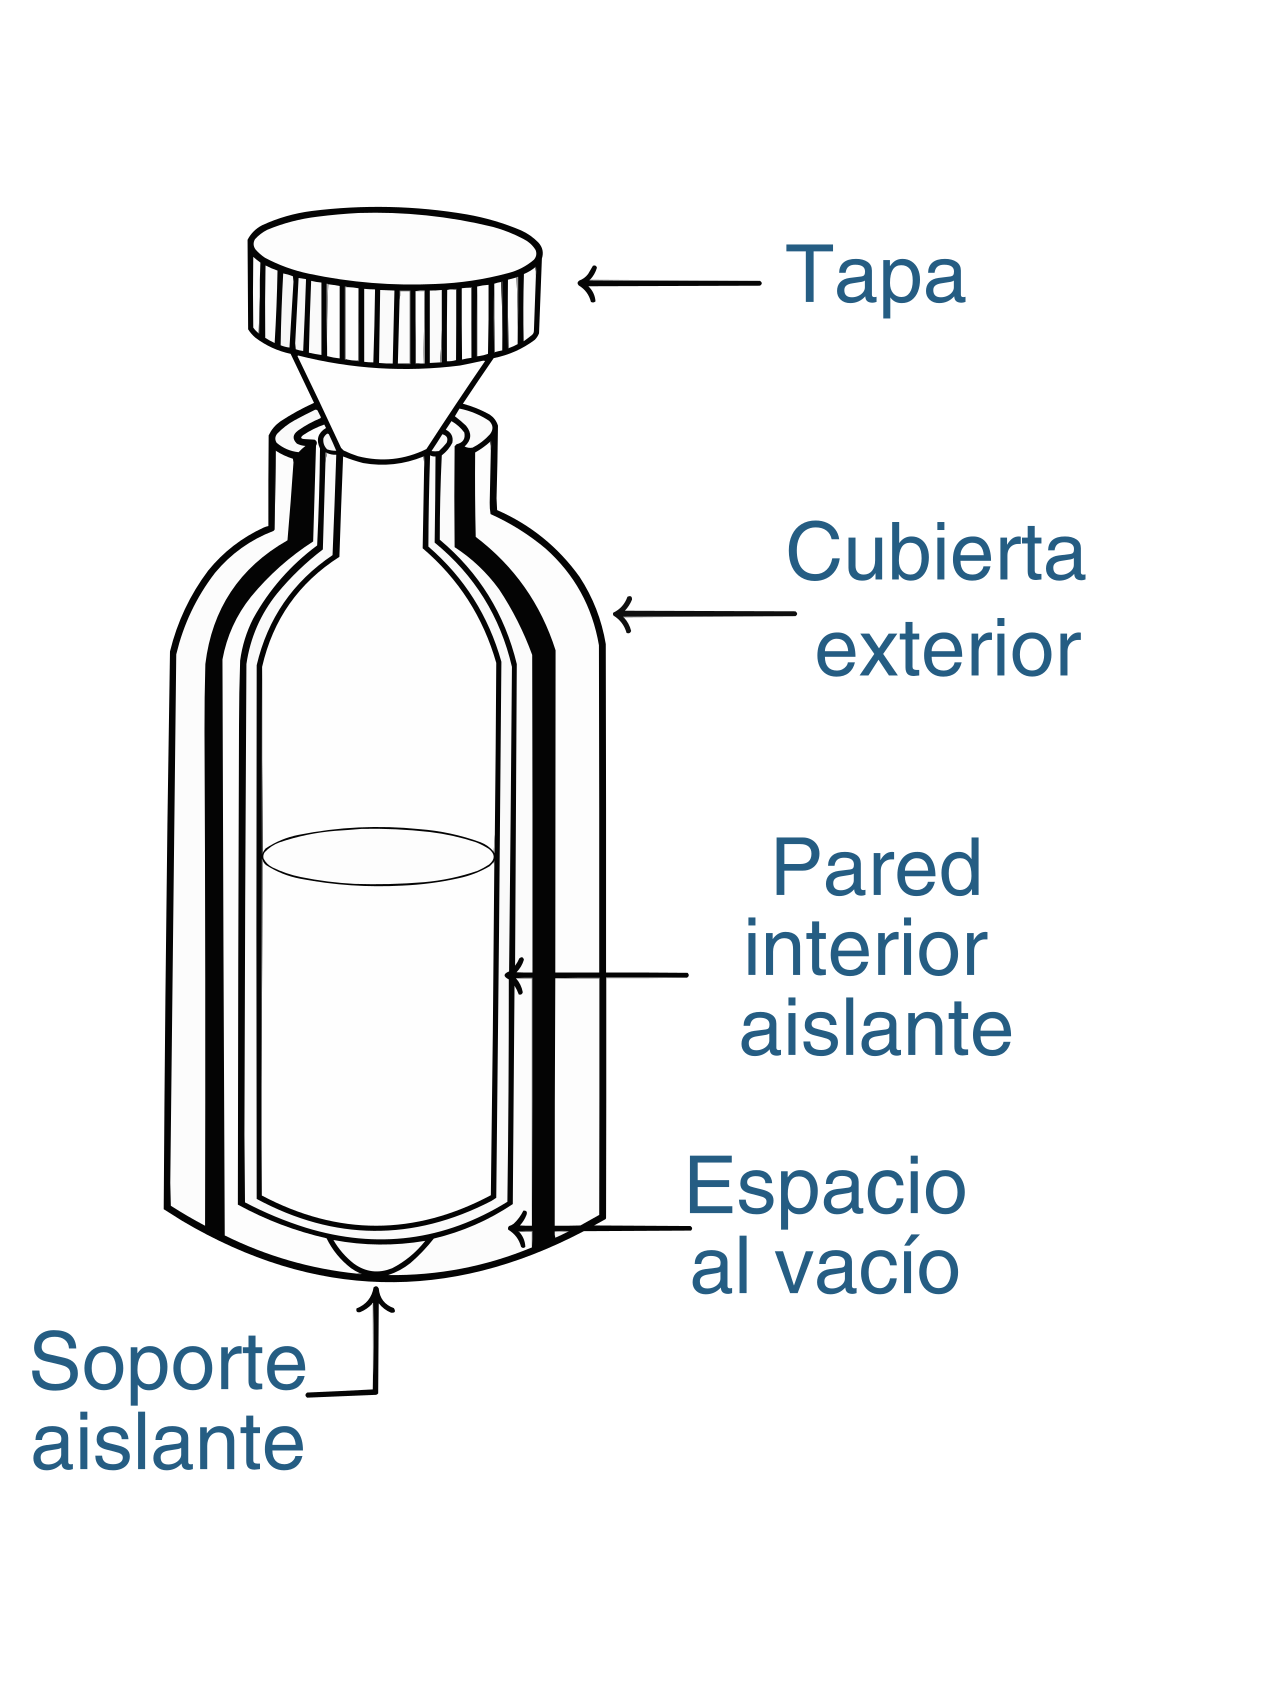 Tapa
Cubierta
exterior
Pared
interior
aislante
Espacio
al vacío
Soporte
aislante